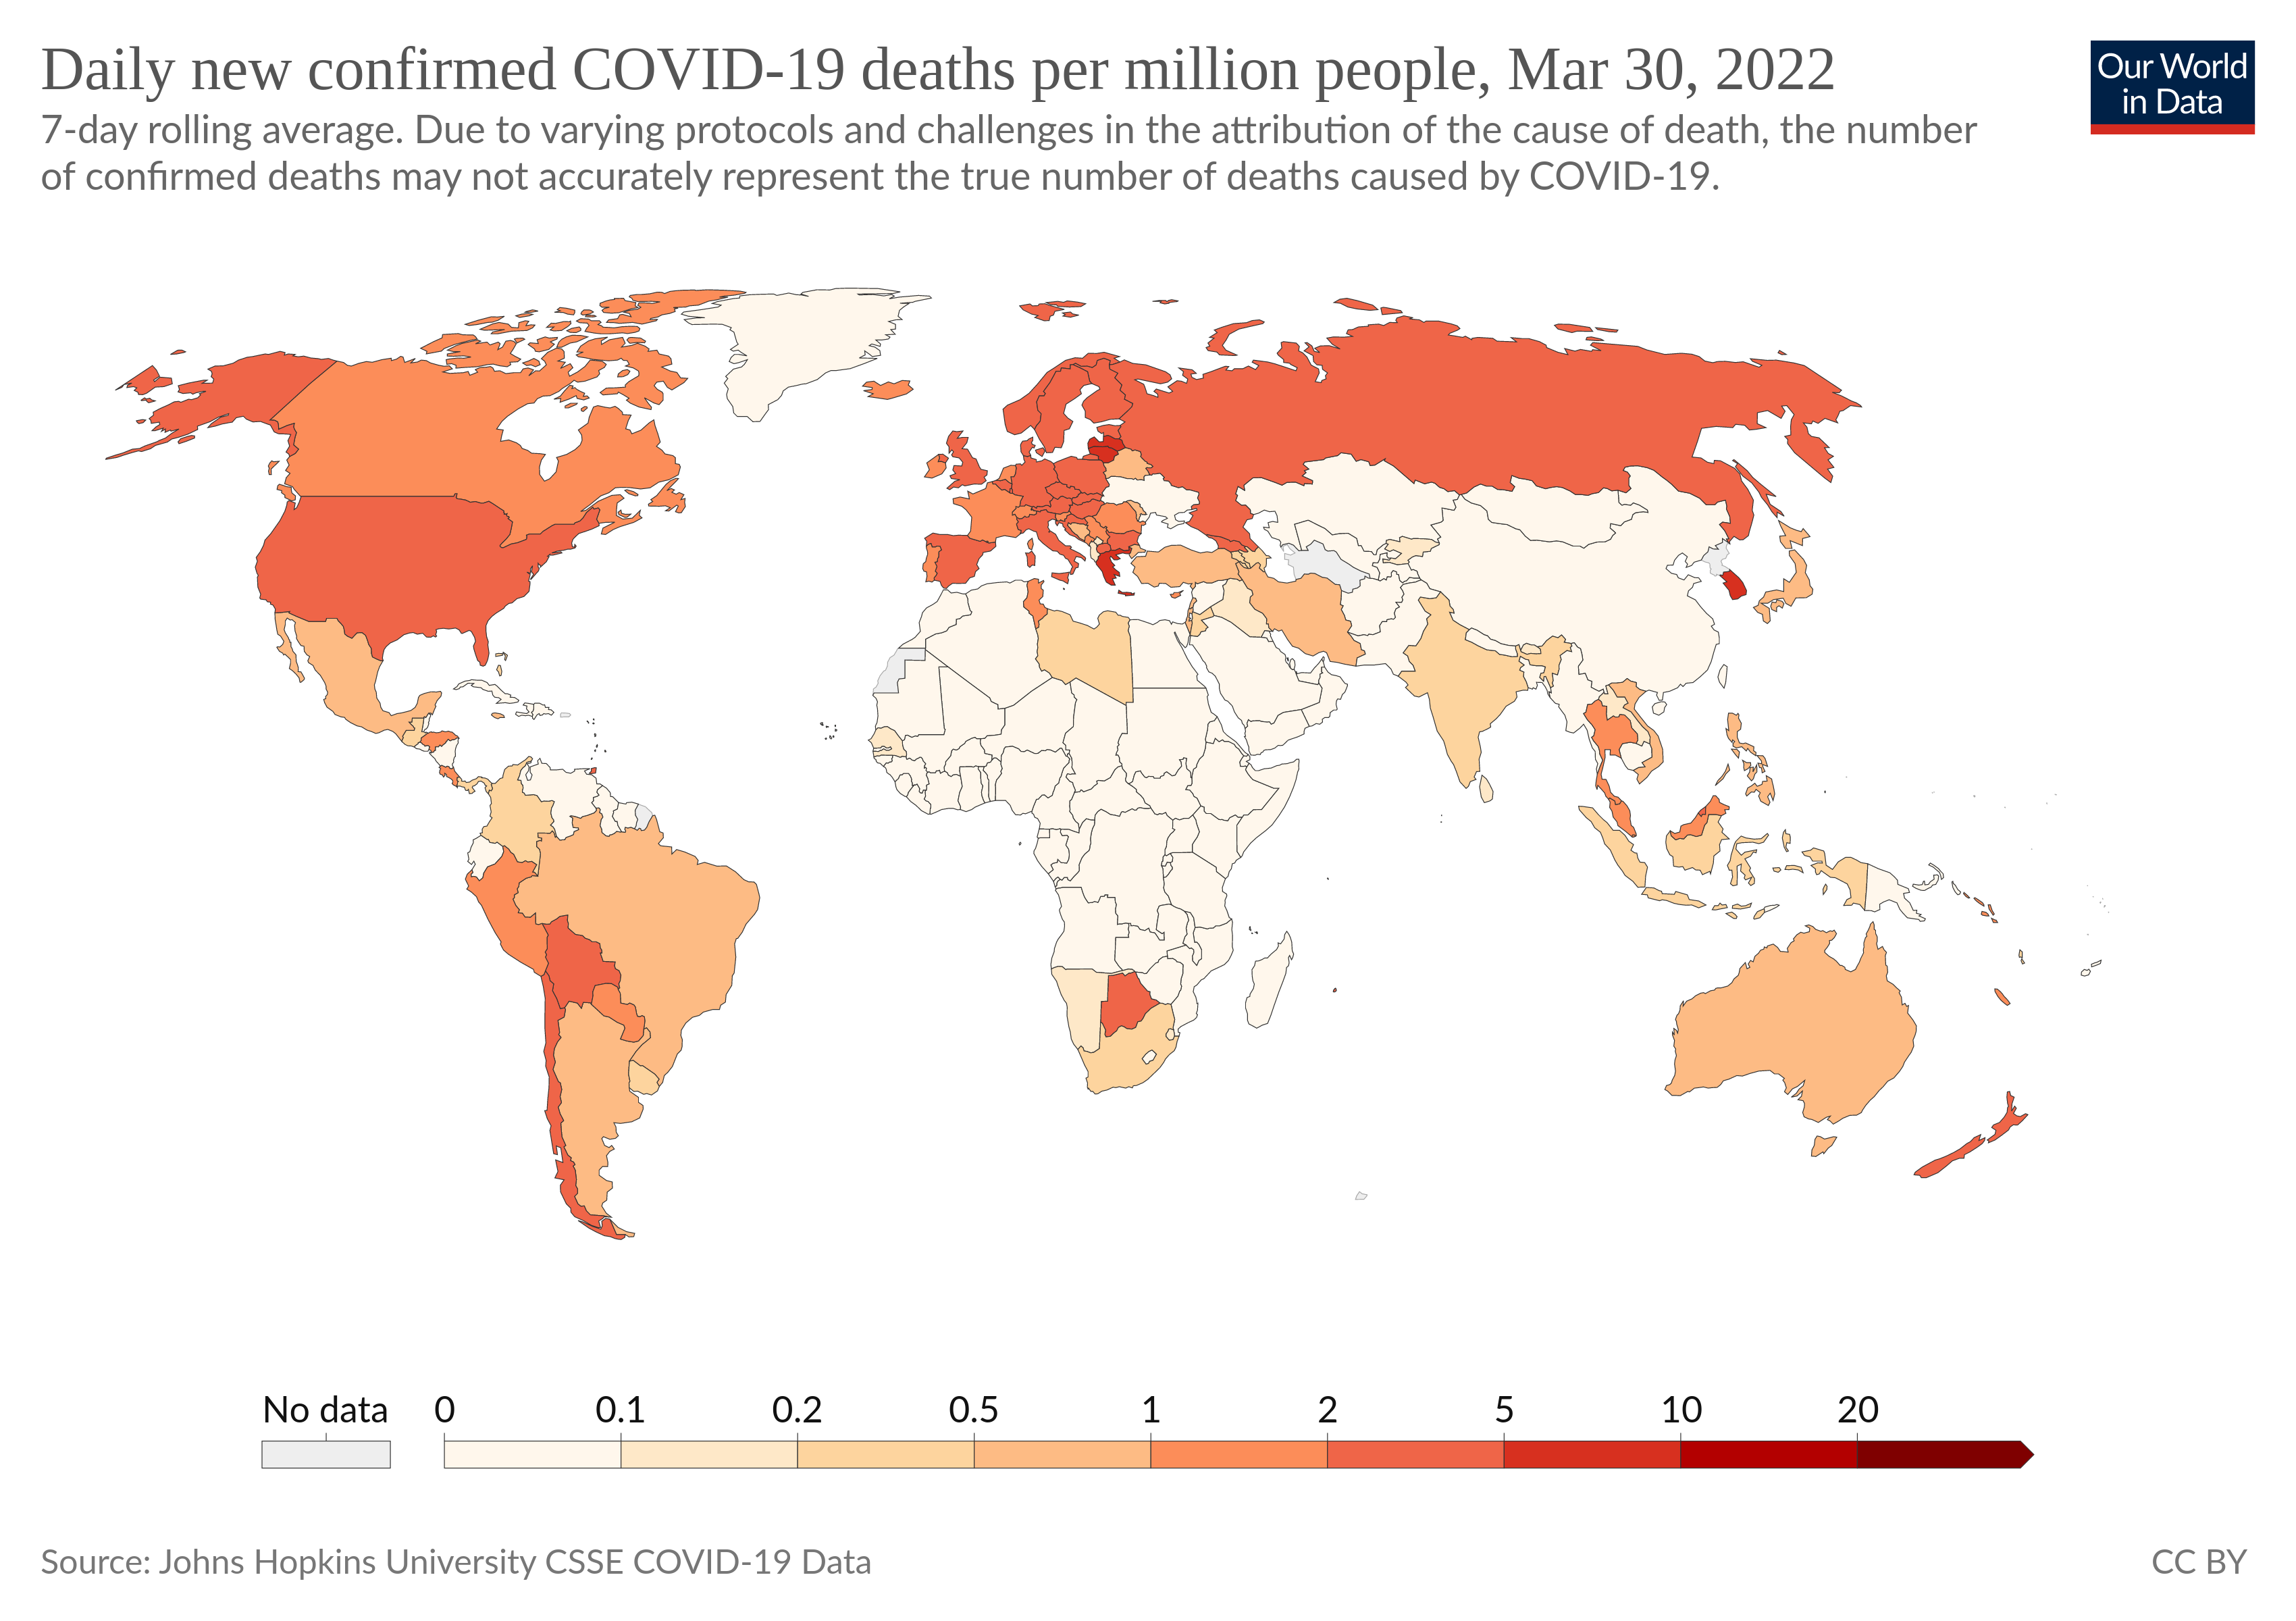 Daily new confirmed COVID-19 deaths per million people, Mar 30, 2022
Our World
in Data
7-day rolling average. Due to varying protocols and challenges in the attribution of the cause of death, the number
of confirmed deaths may not accurately represent the true number of deaths caused by COVID-19.
No data 0 0.1 0.2 0.5 1 2 5 10 20
Source: Johns Hopkins University CSSE COVID-19 Data
CC BY